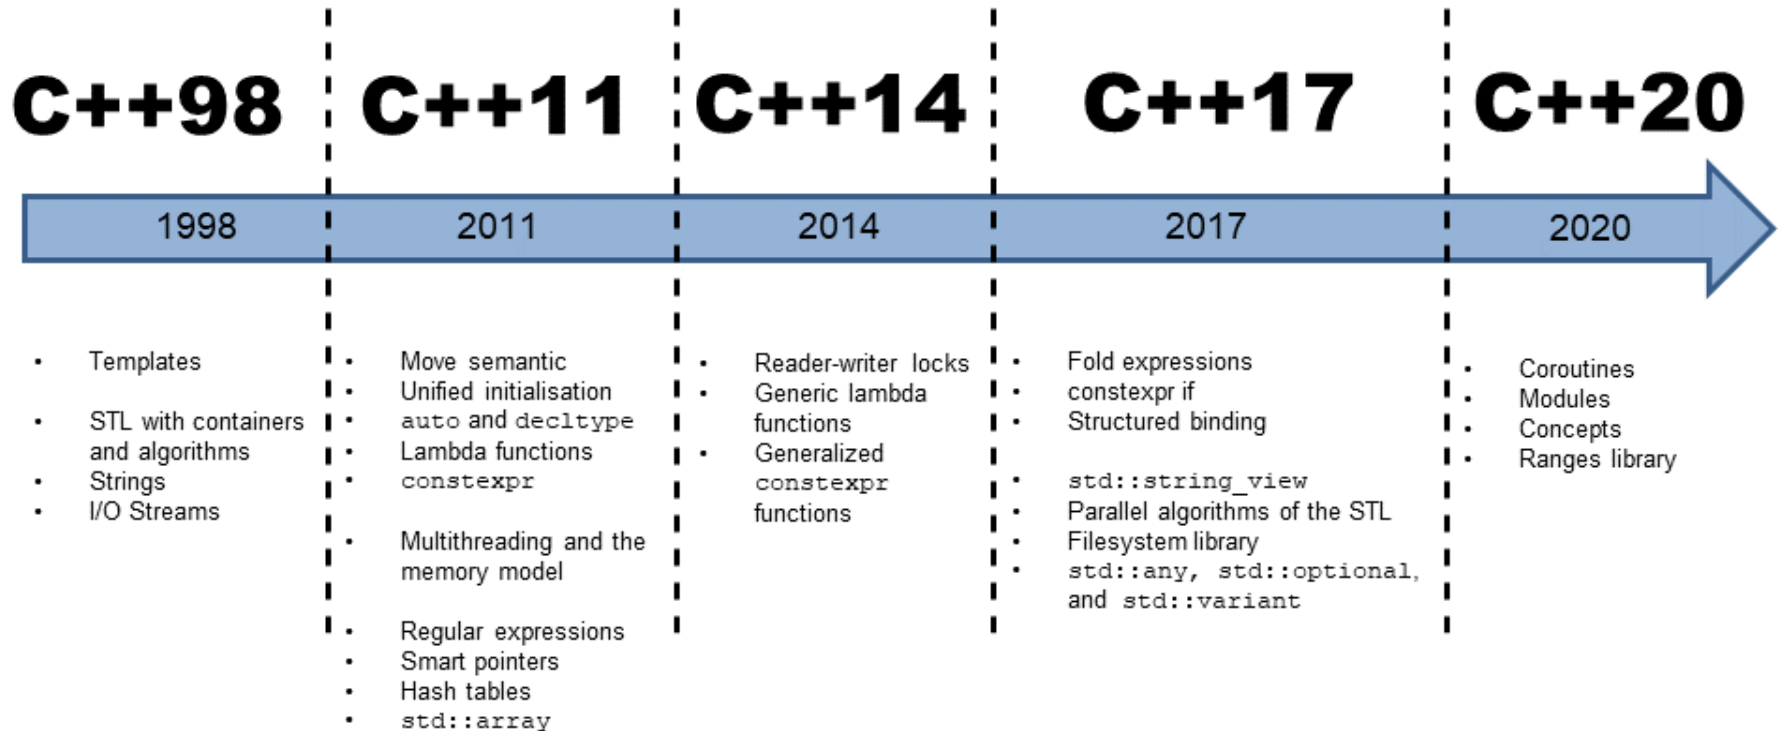 C++98
C++11
C++14
C++17
C++20
1998
2011
2014
2017
2020
• Templates
• STL with containers
and algorithms
• Strings
• I/O Streams
• Move semantic
• Unified initialisation
• auto and decltype
• Lambda functions
• constexpr
• Multithreading and the
memory model
• Regular expressions
• Smart pointers
• Hash tables
• std::array
• Reader-writer locks
• Generic lambda
functions
• Generalized
constexpr
functions
• Fold expressions
• constexpr if
• Structured binding
• std::string_view
• Parallel algorithms of the STL
• Filesystem library
• std::any, std::optional,
and std::variant
• Coroutines
• Modules
• Concepts
• Ranges library